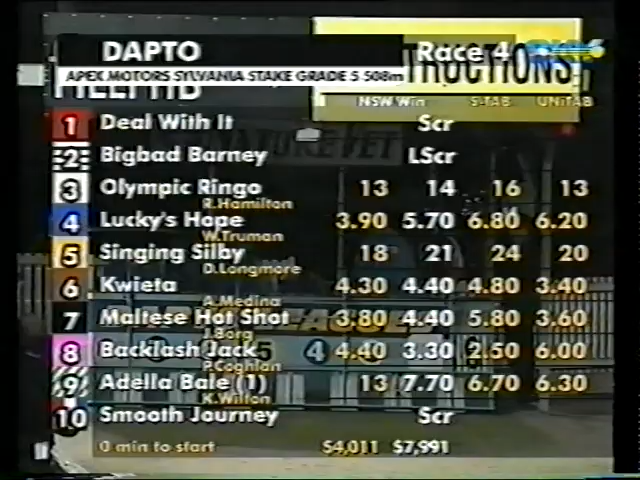 DAPTO Race 4
APEX MOTORS SYLVANIA STAKE GRADE 5 508m
NSW Win S-TAB UNiTAB
1 Deal With It Scr
2 Bigbad Barney LScr
3 Olympic Ringo 13 14 16 13
R.Hamilton
4 Lucky's Hope 3.90 5.70 6.80 6.20
W.Truman
5 Singing Silby 18 21 24 20
D.Longmore
6 Kwieta 4.30 4.40 4.80 3.40
A.Medina
7 Maltese Hot Shot 3.80 4.40 5.80 3.60
J.Borg
8 Backlash Jack 4.40 3.30 2.50 6.00
P.Coghlan
9 Adella Bale (1) 13 7.70 6.70 6.30
K.Wilton
10 Smooth Journey Scr
0 min to start $4,011 $7,991